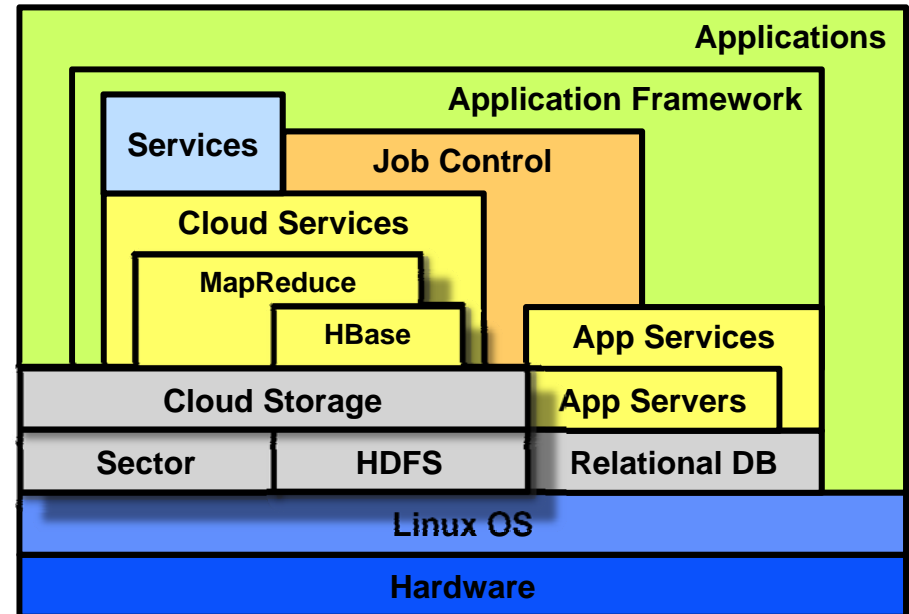 Applications
Application Framework
Services
Job Control
Cloud Services
MapReduce
HBase
App Services
Cloud Storage
App Servers
Sector
HDFS
Relational DB
Linux OS
Hardware